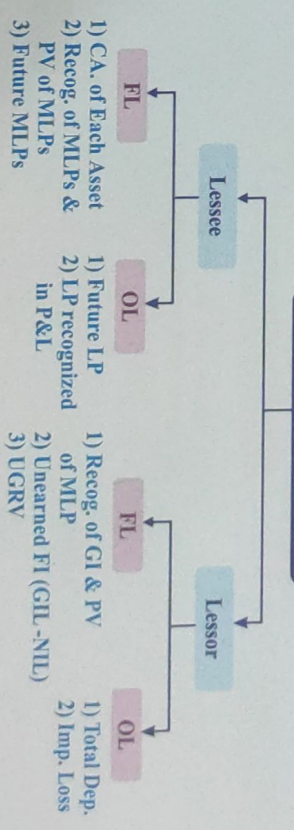 Lessee
Lessor
FL
OL
FL
OL
1) CA. of Each Asset
2) Recog. of MLPs &
PV of MLPs
3) Future MLPs
1) Future LP
2) LP recognized
in P&L
1) Recog. of GI & PV
of MLP
2) Unearned FI (GIL -NIL)
3) UGRV
1) Total Dep.
2) Imp. Loss